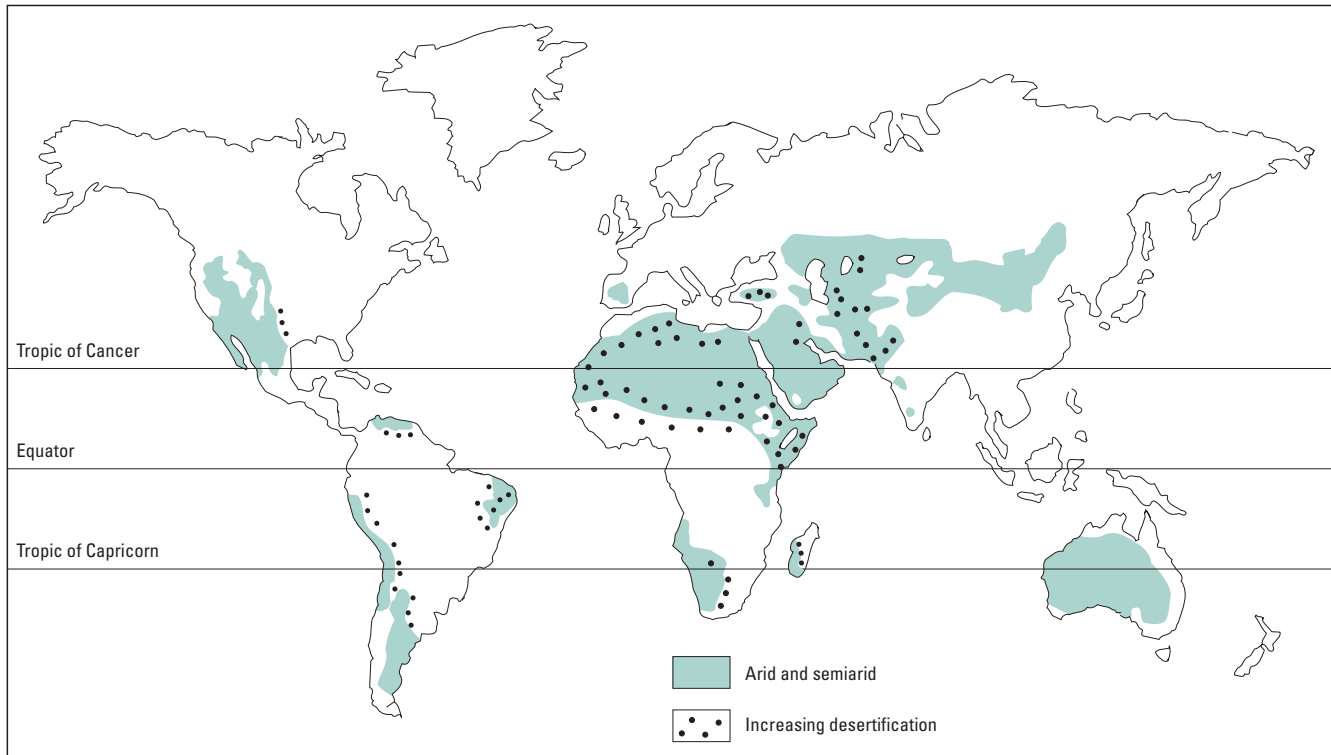 Tropic of Cancer
Equator
Tropic of Capricorn
Arid and semiarid
Increasing desertification